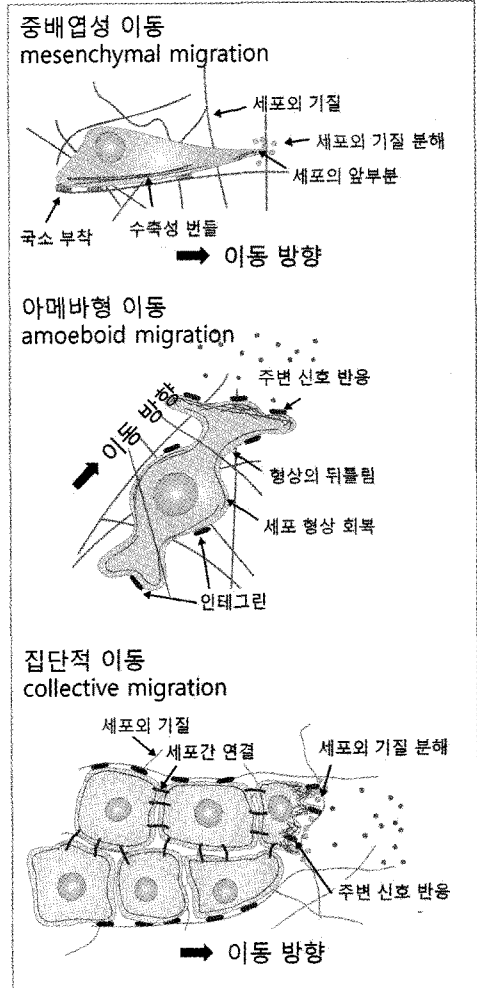 중배엽성 이동
mesenchymal migration
세포외 기질
세포외 기질 분해
세포의 앞부분
국소 부착
수축성 번들
이동 방향
아메바형 이동
amoeboid migration
주변 신호 반응
이동 방향
형상의 뒤틀림
세포 형상 회복
인테그린
집단적 이동
collective migration
세포외 기질
세포간 연결
세포외 기질 분해
주변 신호 반응
이동 방향